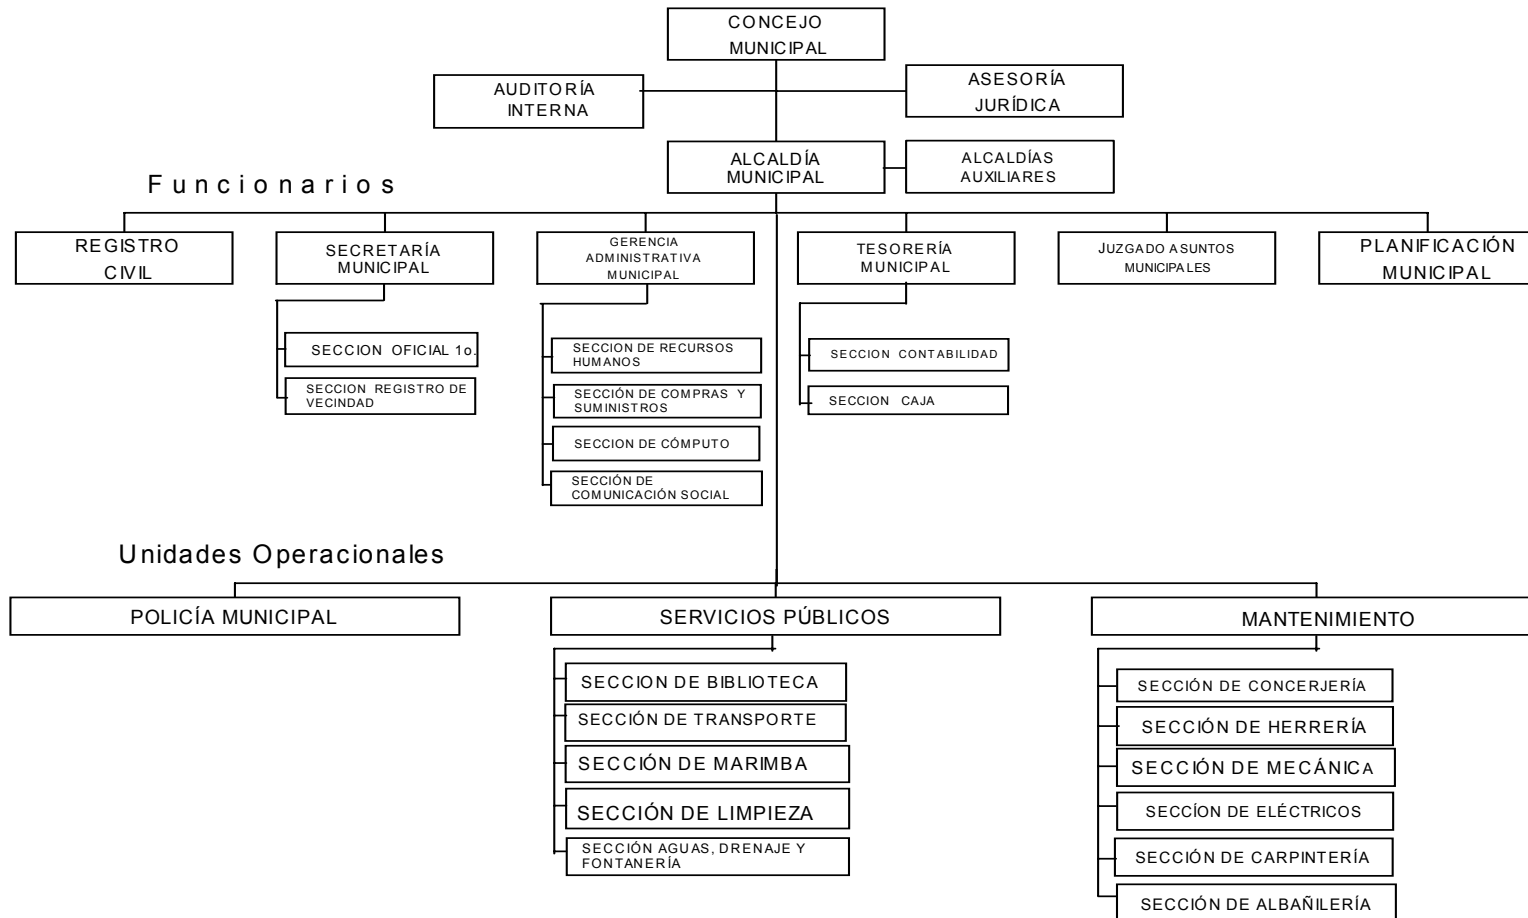 CONCEJO
MUNICIPAL
AUDITORÍA
INTERNA
ASESORÍA
JURÍDICA
ALCALDÍA
MUNICIPAL
ALCALDÍAS
AUXILIARES
Funcionarios
REGISTRO
CIVIL
SECRETARÍA
MUNICIPAL
GERENCIA
ADMINISTRATIVA
MUNICIPAL
TESORERÍA
MUNICIPAL
JUZGADO ASUNTOS
MUNICIPALES
PLANIFICACIÓN
MUNICIPAL
SECCION OFICIAL 1o.
SECCION REGISTRO DE
VECINDAD
SECCION DE RECURSOS
HUMANOS
SECCIÓN DE COMPRAS Y
SUMINISTROS
SECCION DE CÓMPUTO
SECCIÓN DE
COMUNICACIÓN SOCIAL
SECCION CONTABILIDAD
SECCION CAJA
Unidades Operacionales
POLICÍA MUNICIPAL
SERVICIOS PÚBLICOS
MANTENIMIENTO
SECCION DE BIBLIOTECA
SECCIÓN DE TRANSPORTE
SECCIÓN DE MARIMBA
SECCIÓN DE LIMPIEZA
SECCIÓN AGUAS, DRENAJE Y
FONTANERÍA
SECCIÓN DE CONCERJERÍA
SECCIÓN DE HERRERÍA
SECCIÓN DE MECÁNICA
SECCÍON DE ELÉCTRICOS
SECCIÓN DE CARPINTERÍA
SECCIÓN DE ALBAÑILERÍA